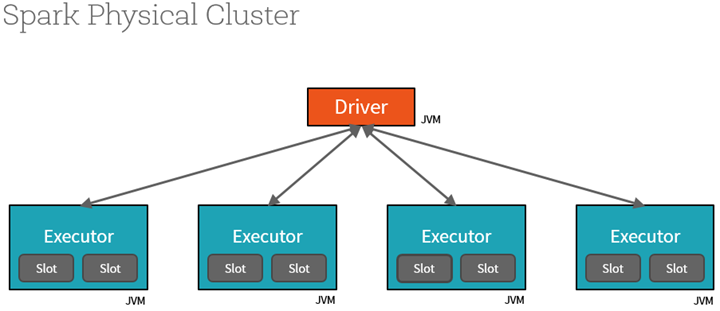 Spark Physical Cluster
Driver
JVM
Executor Executor Executor Executor
Slot Slot Slot Slot Slot Slot Slot Slot
JVM JVM JVM JVM